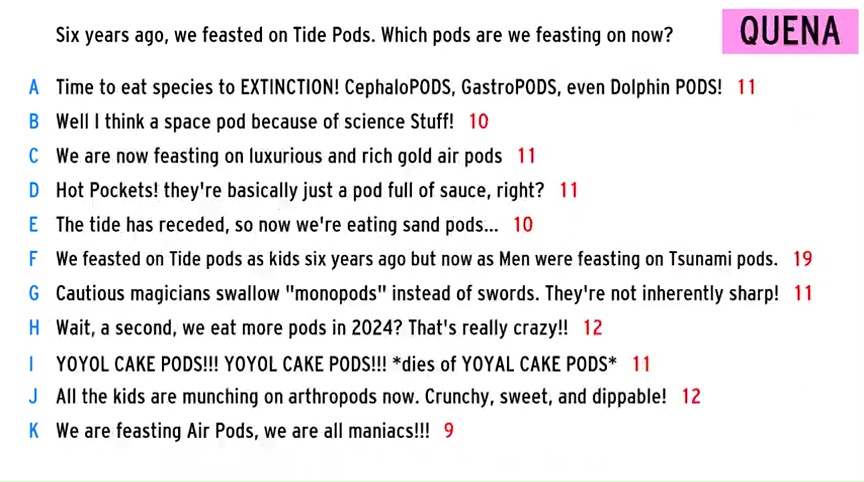 Six years ago, we feasted on Tide Pods. Which pods are we feasting on now?
QUENA
A Time to eat species to EXTINCTION! CephaloPODS, GastroPODS, even Dolphin PODS! 11
B Well I think a space pod because of science Stuff! 10
C We are now feasting on luxurious and rich gold air pods 11
D Hot Pockets! they're basically just a pod full of sauce, right? 11
E The tide has receded, so now we're eating sand pods... 10
F We feasted on Tide pods as kids six years ago but now as Men were feasting on Tsunami pods. 19
G Cautious magicians swallow "monopods" instead of swords. They're not inherently sharp! 11
H Wait, a second, we eat more pods in 2024? That's really crazy!! 12
I YOYOL CAKE PODS!!! YOYOL CAKE PODS!!! *dies of YOYAL CAKE PODS* 11
J All the kids are munching on arthropods now. Crunchy, sweet, and dippable! 12
K We are feasting Air Pods, we are all maniacs!!! 9